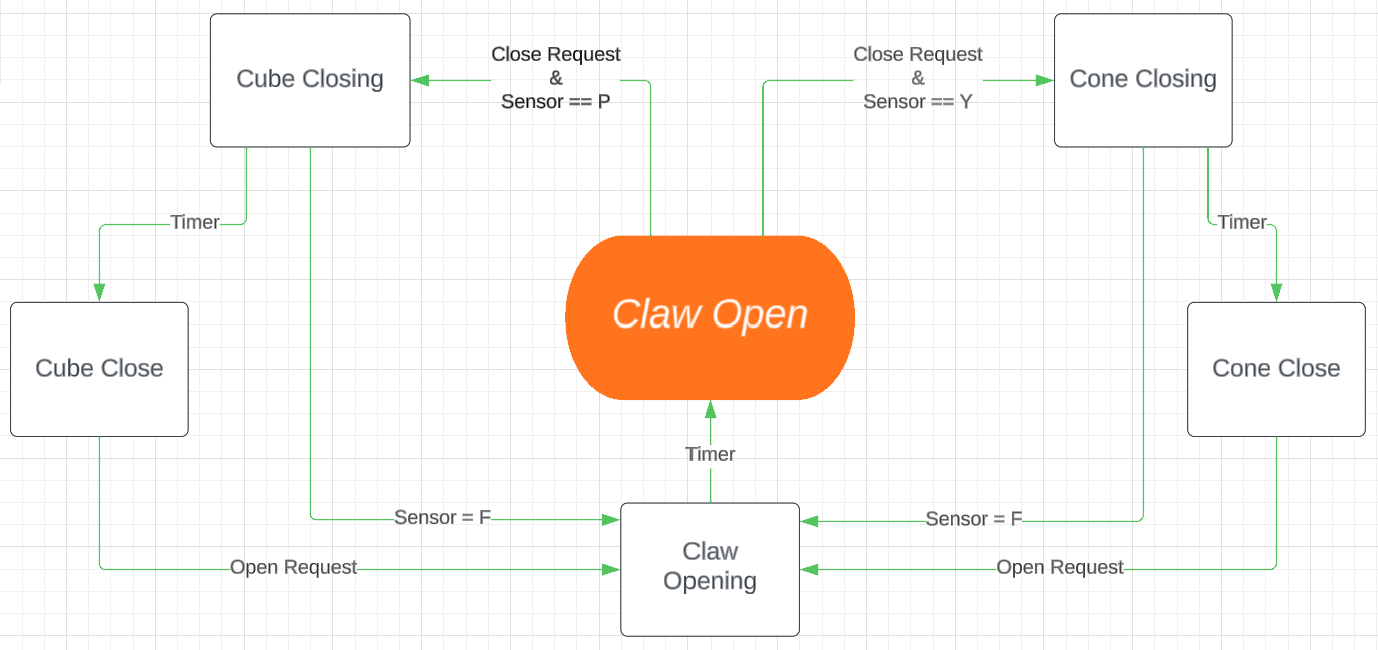 Cube Closing
Close Request
&
Sensor == P
Close Request
&
Sensor == Y
Cone Closing
Timer
Timer
Claw Open
Cube Close
Cone Close
Timer
Sensor = F
Sensor = F
Claw
Opening
Open Request
Open Request